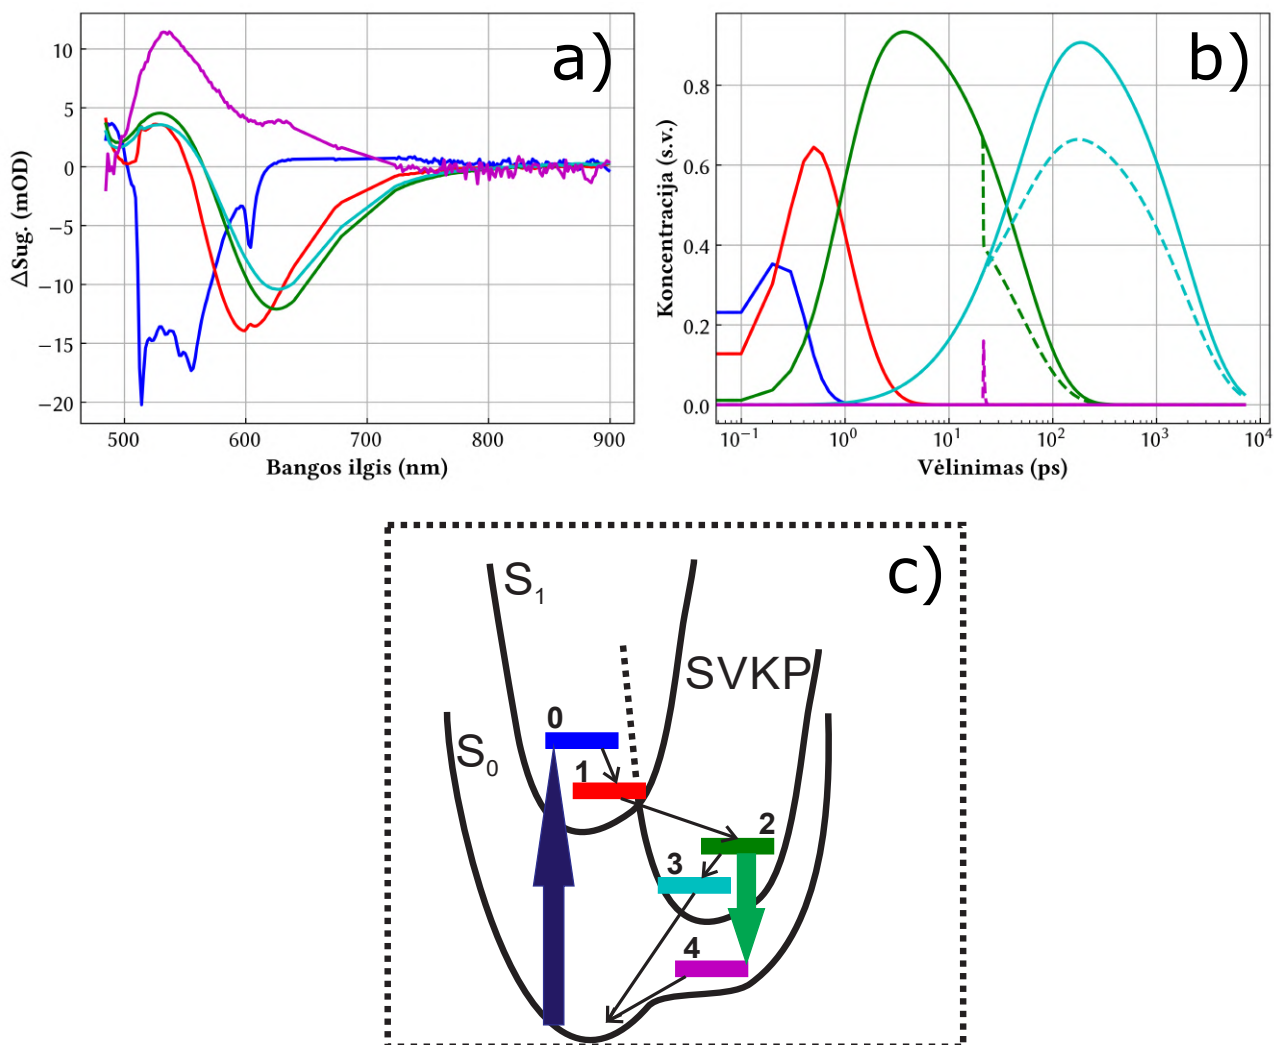 a)
10
5
0
−5
−10
−15
−20
ΔSug. (mOD)
500 600 700 800 900
Bangos ilgis (nm)
b)
0.8
0.6
0.4
0.2
0.0
Koncentracija (s.v.)
10⁻¹ 10⁰ 10¹ 10² 10³ 10⁴
Vėlinimas (ps)
c)
S₁
SVKP
S₀
0
1
2
3
4